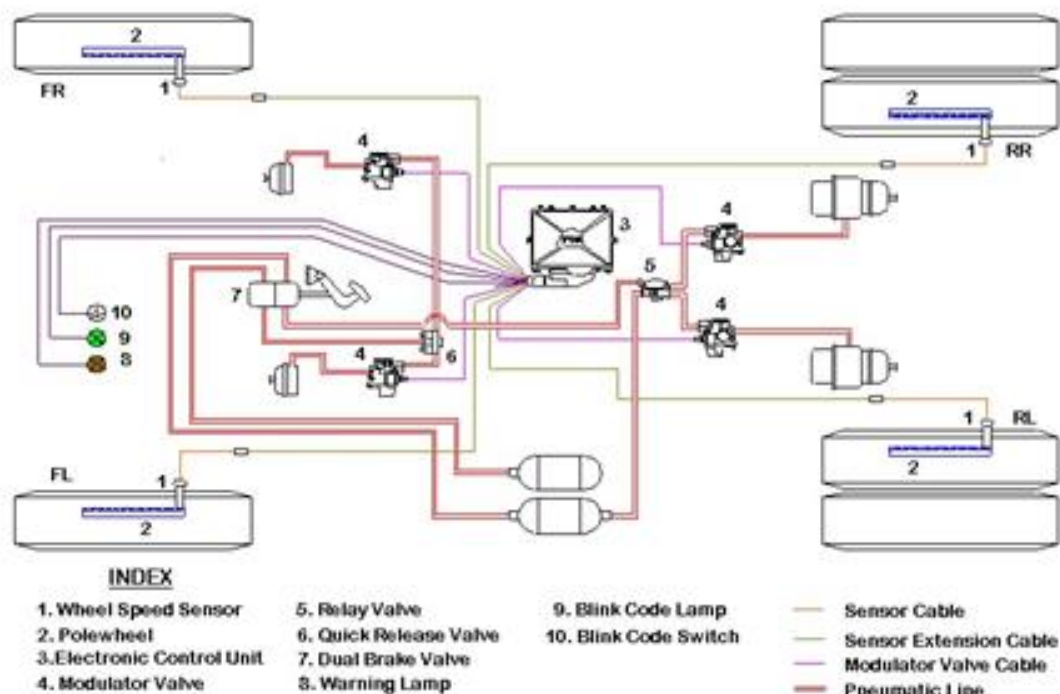 2
1
FR
2
1
RR
4
4
3
5
7
10
9
8
4
6
4
1
RL
2
FL
1
2
INDEX
1. Wheel Speed Sensor
2. Polewheel
3.Electronic Control Unit
4. Modulator Valve
5. Relay Valve
6. Quick Release Valve
7. Dual Brake Valve
8. Warning Lamp
9. Blink Code Lamp
10. Blink Code Switch
Sensor Cable
Sensor Extension Cable
Modulator Valve Cable
Pneumatic Line